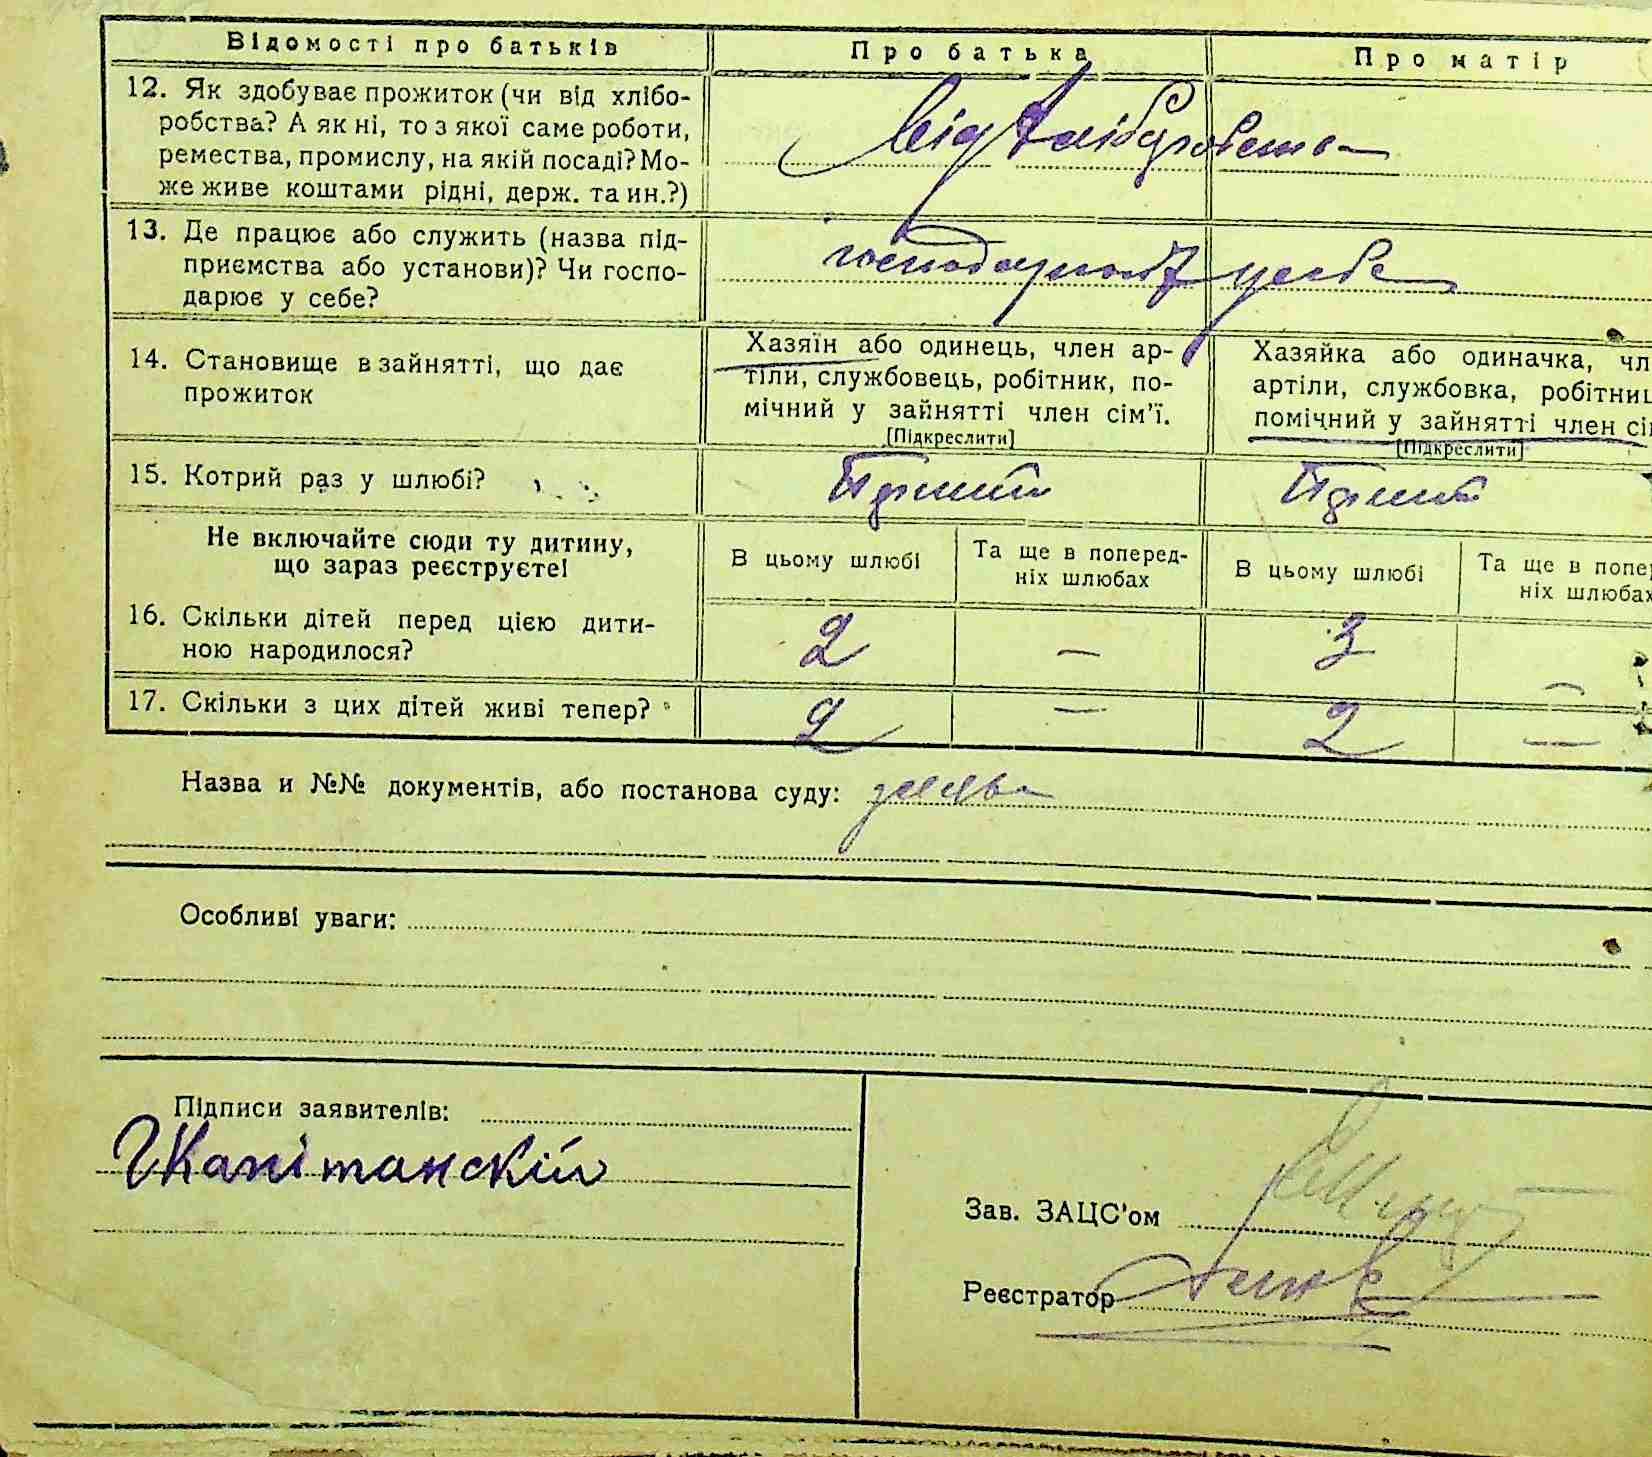 Відомості про батьків
Про батька
Про матір
12. Як здобуває прожиток (чи від хлібо-
робства? А як ні, то з якої саме роботи,
ремества, промислу, на якій посаді? Мо-
же живе коштами рідні, держ. та ин.?)
від хліборобства
13. Де працює або служить (назва під-
приємства або установи)? Чи госпо-
дарює у себе?
у себе
14. Становище в зайнятті, що дає
прожиток
Хазяїн або одинець, член ар-
тіли, службовець, робітник, по-
мічний у зайнятті член сім'ї.
[Підкреслити]
Хазяйка або одиначка, чл
артіли, службовка, робітниц
помічний у зайнятті член сі
[Підкреслити]
15. Котрий раз у шлюбі?
Не включайте сюди ту дитину,
що зараз реєструєте!
В цьому шлюбі
Та ще в поперед-
ніх шлюбах
В цьому шлюбі
Та ще в попе
ніх шлюбах
16. Скільки дітей перед цією дити-
ною народилося?
2 — 3 —
17. Скільки з цих дітей живі тепер?
2 — 2 —
Назва и №№ документів, або постанова суду: заява
Особливі уваги:
Підписи заявителів:
Капітанскій
Зав. ЗАЦС'ом
Реєстратор